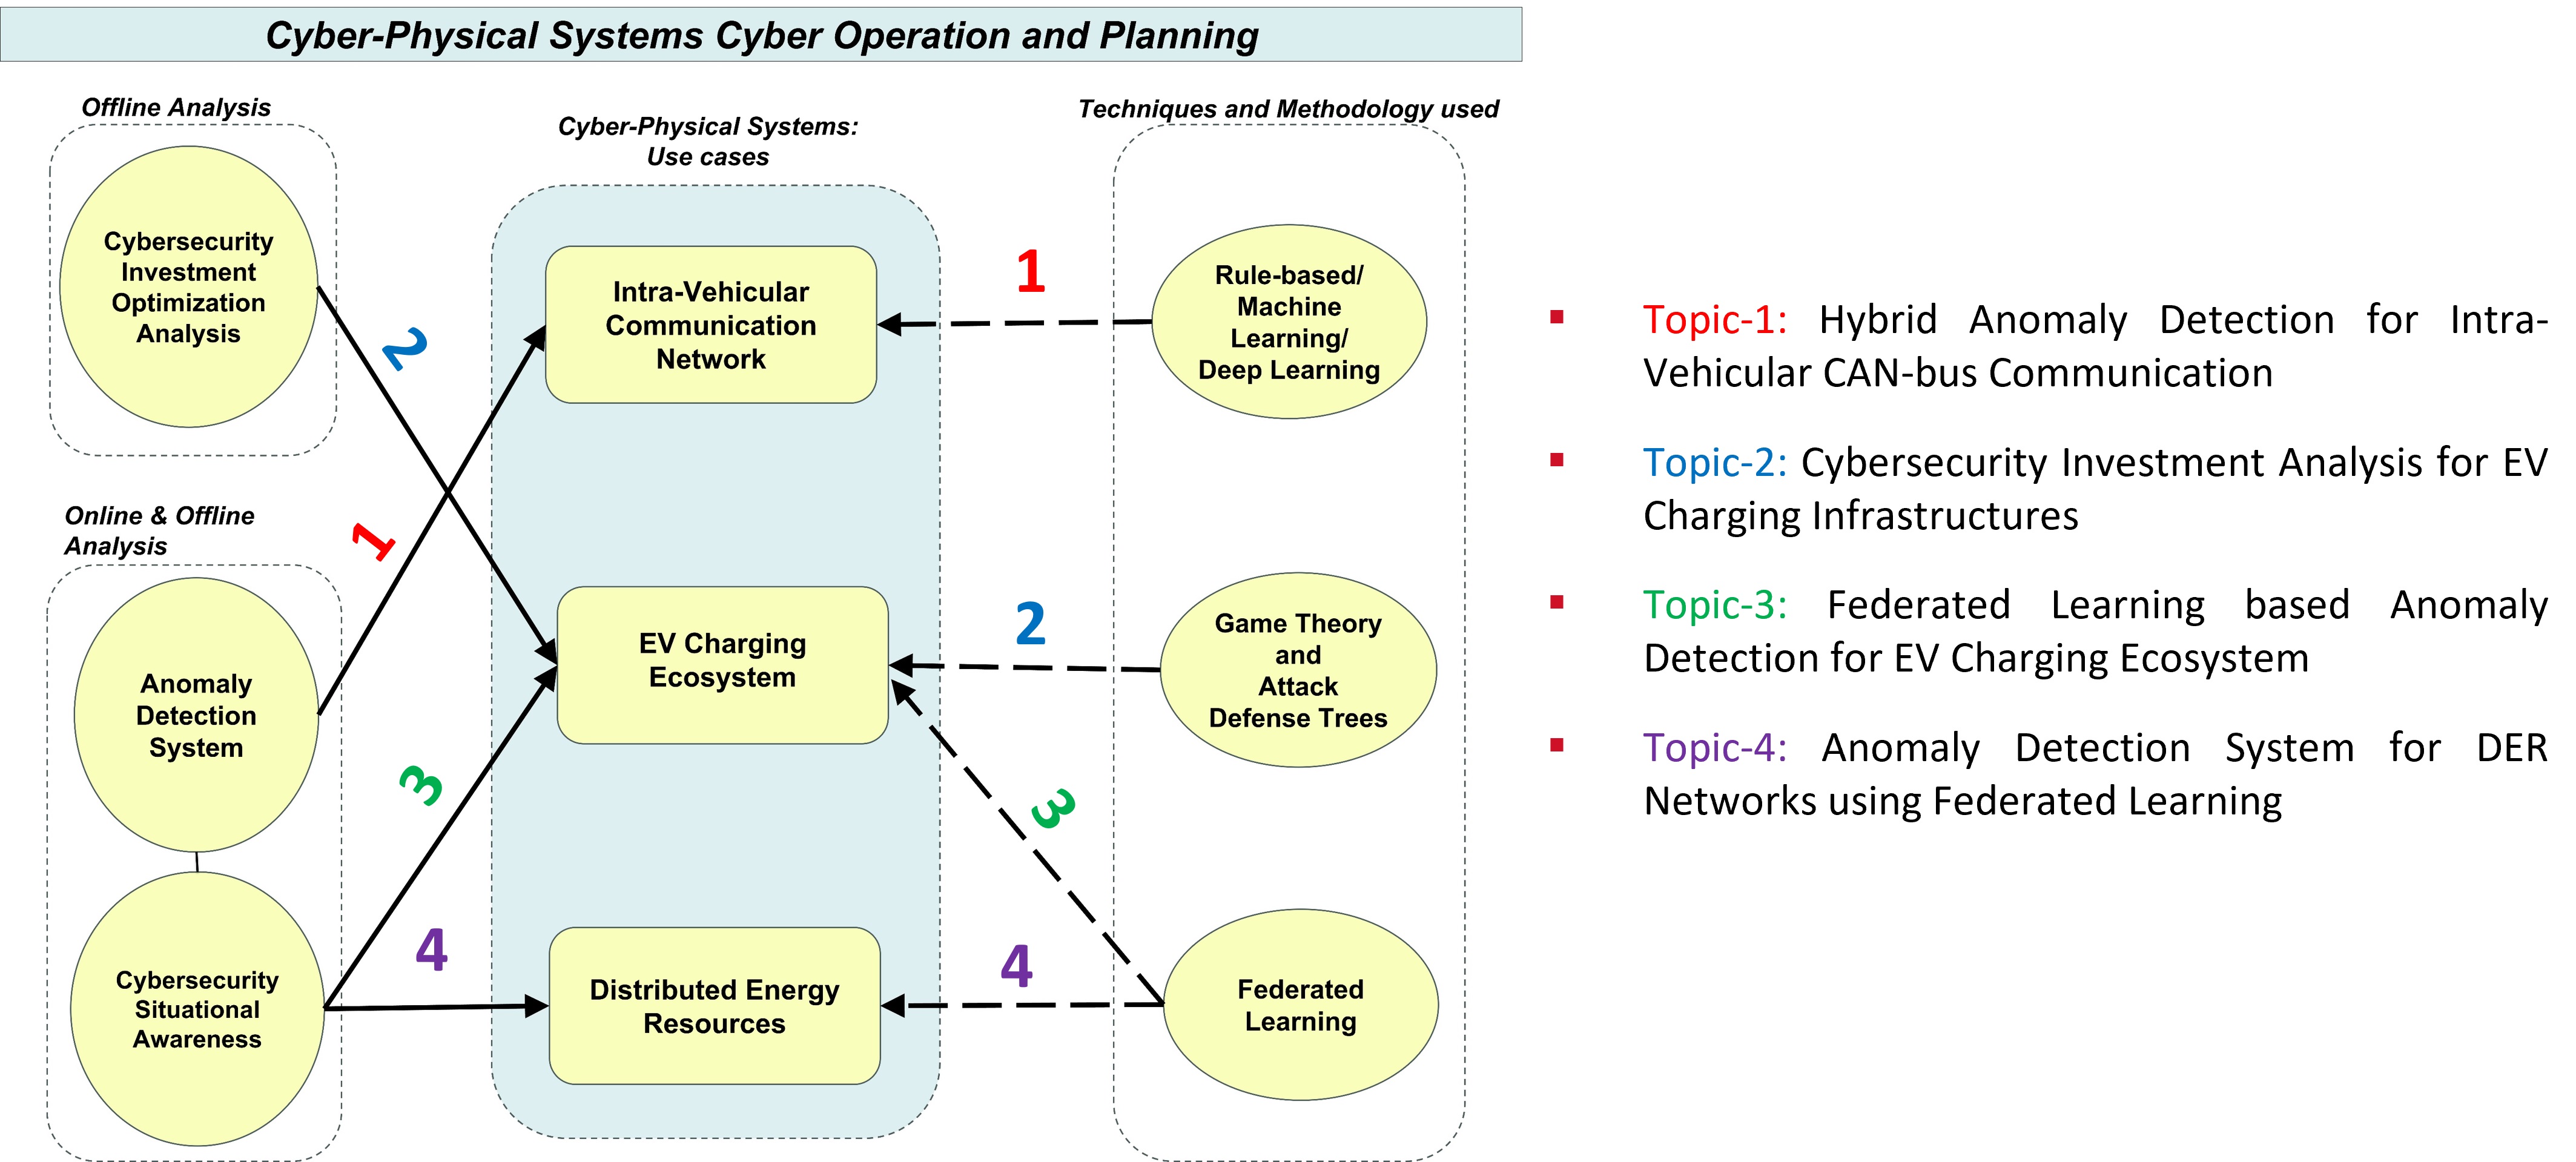 Cyber-Physical Systems Cyber Operation and Planning
Offline Analysis
Cybersecurity
Investment
Optimization
Analysis
Online & Offline
Analysis
Anomaly
Detection
System
Cybersecurity
Situational
Awareness
2
1
3
4
Cyber-Physical Systems:
Use cases
Intra-Vehicular
Communication
Network
EV Charging
Ecosystem
Distributed Energy
Resources
1
2
3
4
Techniques and Methodology used
Rule-based/
Machine
Learning/
Deep Learning
Game Theory
and
Attack
Defense Trees
Federated
Learning
Topic-1: Hybrid Anomaly Detection for Intra-
Vehicular CAN-bus Communication
Topic-2: Cybersecurity Investment Analysis for EV
Charging Infrastructures
Topic-3: Federated Learning based Anomaly
Detection for EV Charging Ecosystem
Topic-4: Anomaly Detection System for DER
Networks using Federated Learning